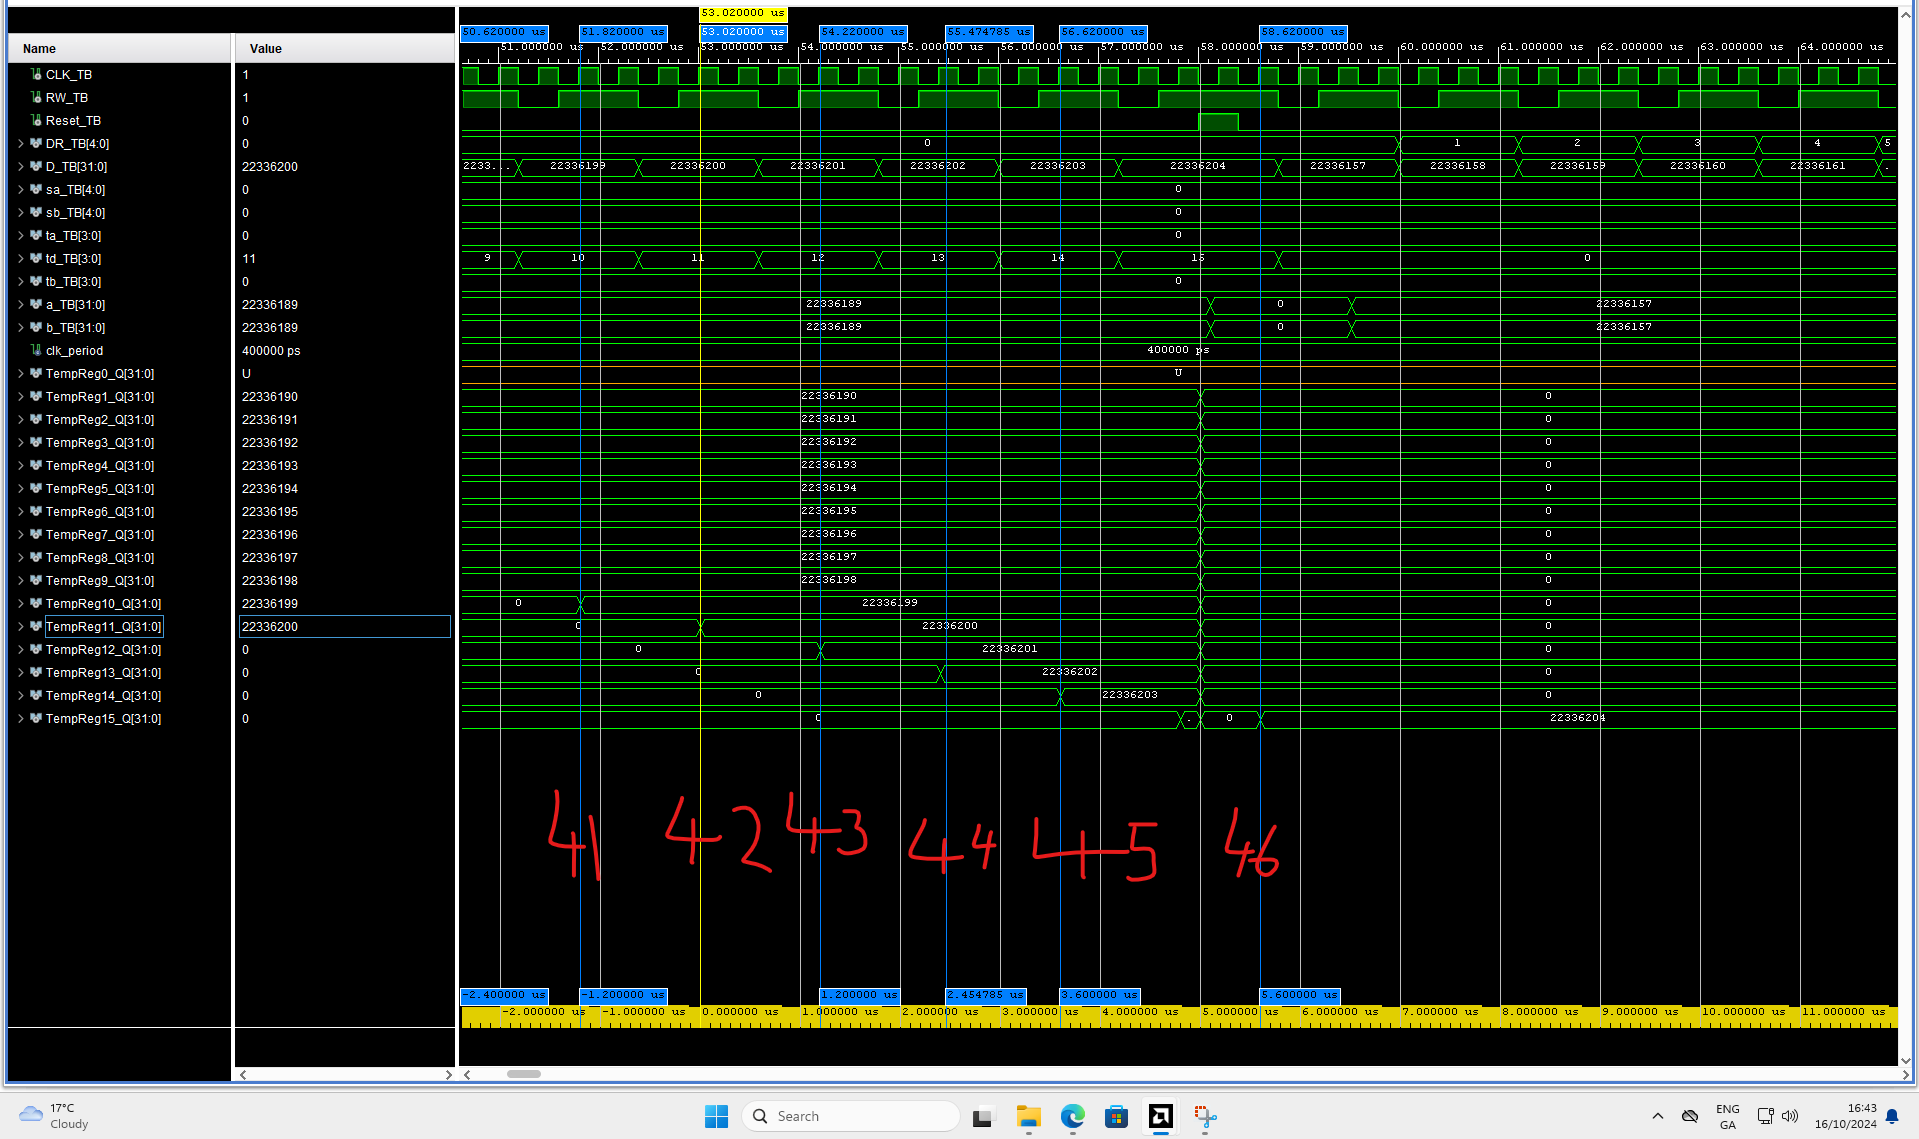 53.020000 us
50.620000 us 51.820000 us 53.020000 us 54.220000 us 55.474785 us 56.620000 us 58.620000 us
Name Value
51.000000 us 52.000000 us 53.000000 us 54.000000 us 55.000000 us 56.000000 us 57.000000 us 58.000000 us 59.000000 us 60.000000 us 61.000000 us 62.000000 us 63.000000 us 64.000000 us
CLK_TB 1
RW_TB 1
Reset_TB 0
DR_TB[4:0] 0 0 1 2 3 4 5
D_TB[31:0] 22336200 2233... 22336199 22336200 22336201 22336202 22336203 22336204 22336157 22336158 22336159 22336160 22336161 .
sa_TB[4:0] 0 0
sb_TB[4:0] 0 0
ta_TB[3:0] 0 0
td_TB[3:0] 11 9 10 11 12 13 14 15 0
tb_TB[3:0] 0 0
a_TB[31:0] 22336189 22336189 0 22336157
b_TB[31:0] 22336189 22336189 0 22336157
clk_period 400000 ps 400000 ps
TempReg0_Q[31:0] U U
TempReg1_Q[31:0] 22336190 22336190 0
TempReg2_Q[31:0] 22336191 22336191 0
TempReg3_Q[31:0] 22336192 22336192 0
TempReg4_Q[31:0] 22336193 22336193 0
TempReg5_Q[31:0] 22336194 22336194 0
TempReg6_Q[31:0] 22336195 22336195 0
TempReg7_Q[31:0] 22336196 22336196 0
TempReg8_Q[31:0] 22336197 22336197 0
TempReg9_Q[31:0] 22336198 22336198 0
TempReg10_Q[31:0] 22336199 0 22336199 0
TempReg11_Q[31:0] 22336200 0 22336200 0
TempReg12_Q[31:0] 0 0 22336201 0
TempReg13_Q[31:0] 0 0 22336202 0
TempReg14_Q[31:0] 0 0 22336203 0
TempReg15_Q[31:0] 0 0 . 0 22336204
41 42 43 44 45 46
-2.400000 us -1.200000 us 1.200000 us 2.454785 us 3.600000 us 5.600000 us
-2.000000 us -1.000000 us 0.000000 us 1.000000 us 2.000000 us 3.000000 us 4.000000 us 5.000000 us 6.000000 us 7.000000 us 8.000000 us 9.000000 us 10.000000 us 11.000000 us
17°C
Cloudy
Search
ENG
GA
16:43
16/10/2024